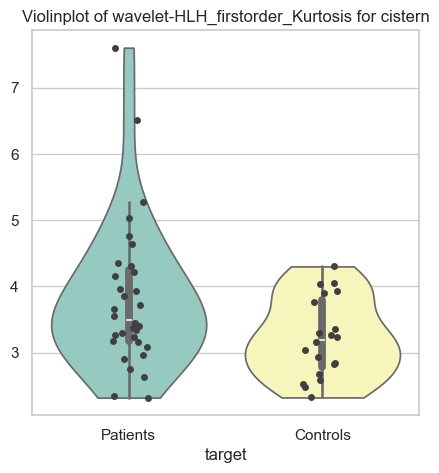 Violinplot of wavelet-HLH_firstorder_Kurtosis for cistern
7
6
5
4
3
Patients Controls
target